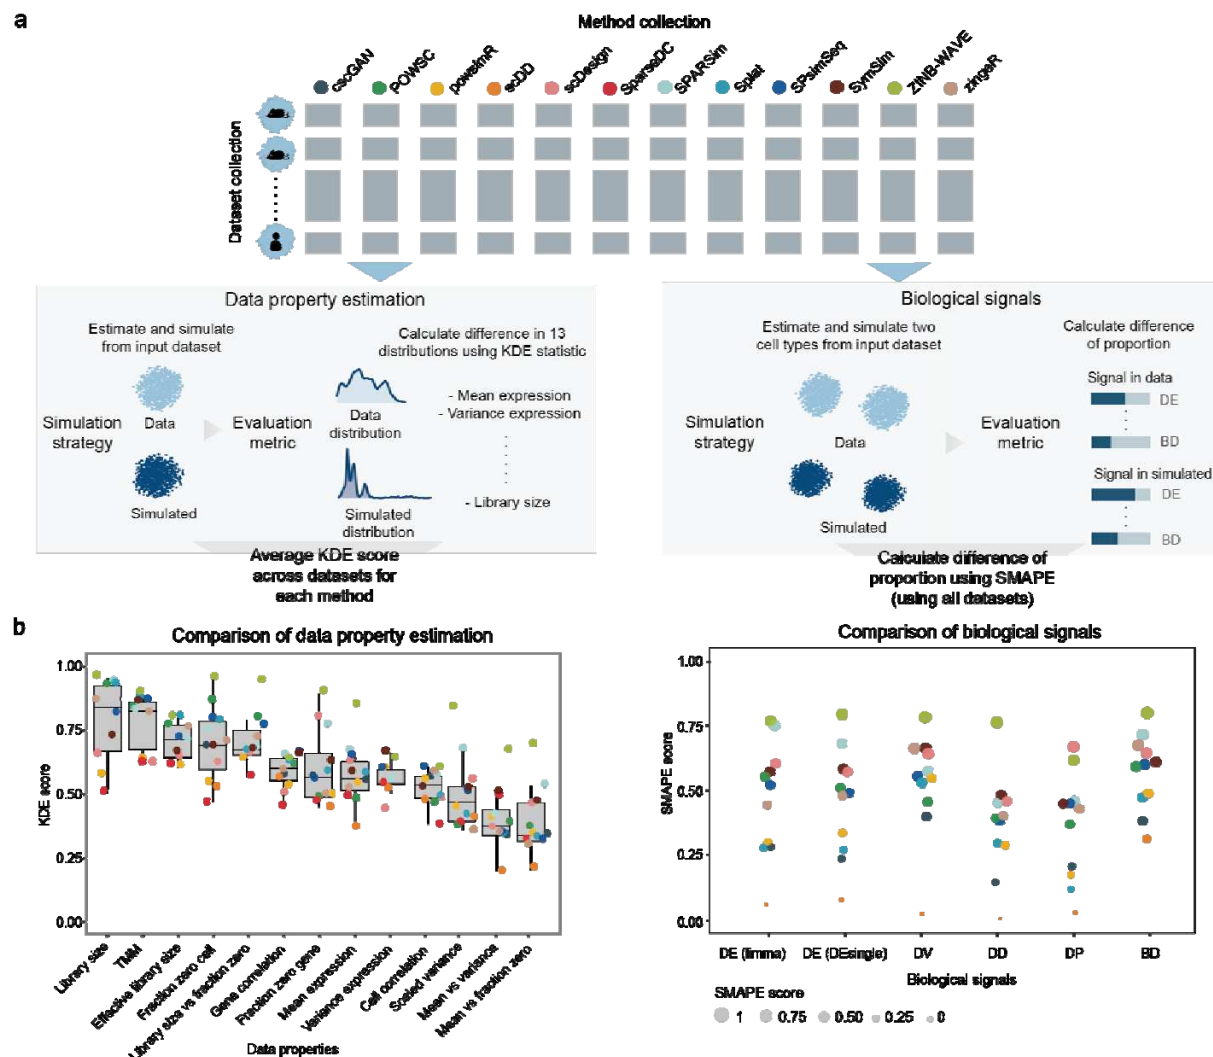 a
Method collection
cscGAN
POWSC
powsimR
scDD
scDesign
SparseDC
SPARSim
Splat
SPsimSeq
SymSim
ZINB-WAVE
zingeR
Dataset collection
Data property estimation
Estimate and simulate
from input dataset
Calculate difference in 13
distributions using KDE statistic
Simulation
strategy
Data
Evaluation
metric
Data
distribution
- Mean expression
- Variance expression
Simulated
Simulated
distribution
- Library size
Average KDE score
across datasets for
each method
Biological signals
Estimate and simulate two
cell types from input dataset
Calculate difference
of proportion
Signal in data
DE
BD
Simulation
strategy
Data
Evaluation
metric
Signal in simulated
DE
BD
Simulated
Calculate difference of
proportion using SMAPE
(using all datasets)
b
Comparison of data property estimation
KDE score
1.00
0.75
0.50
0.25
0.00
Library size
TMM
Effective library size
Fraction zero cell
Library size vs fraction zero
Gene correlation
Fraction zero gene
Mean expression
Variance expression
Cell correlation
Scaled variance
Mean vs variance
Mean vs fraction zero
Data properties
Comparison of biological signals
SMAPE score
1.00
0.75
0.50
0.25
0.00
DE (limma)
DE (DEsingle)
DV
DD
DP
BD
Biological signals
SMAPE score
1
0.75
0.50
0.25
0